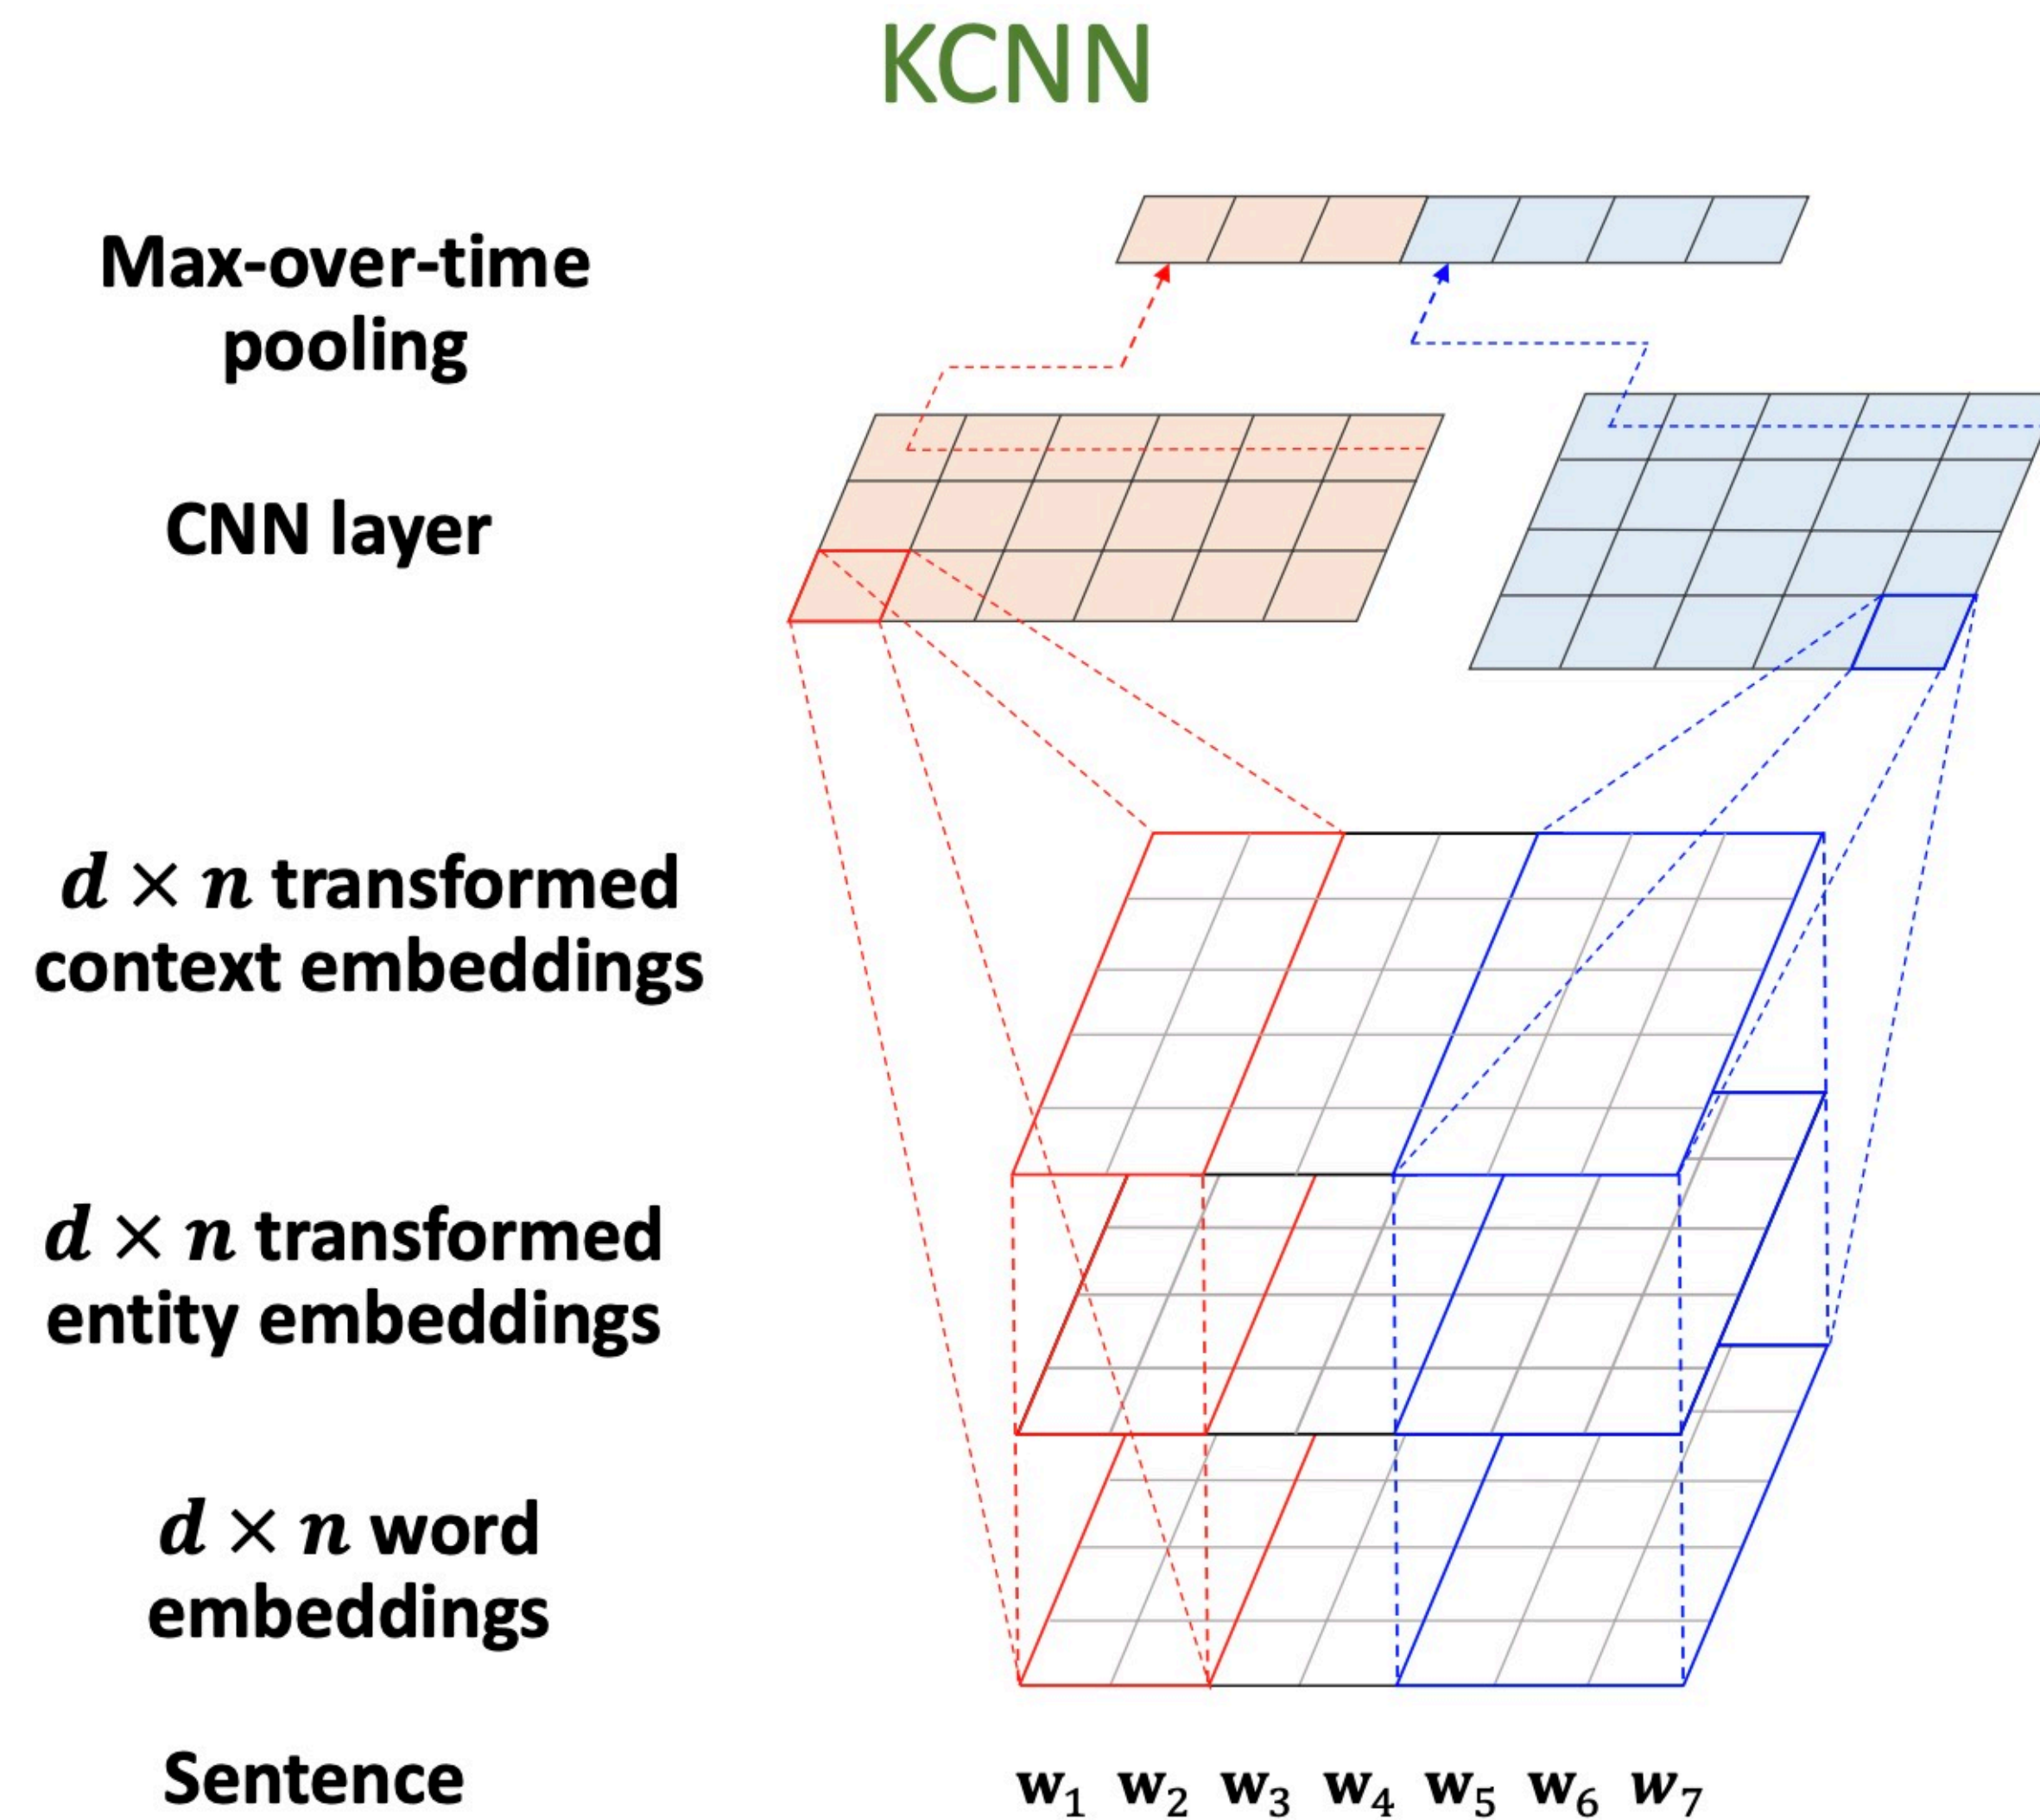 KCNN
Max-over-time
pooling
CNN layer
d × n transformed
context embeddings
d × n transformed
entity embeddings
d × n word
embeddings
Sentence
w₁ w₂ w₃ w₄ w₅ w₆ w₇